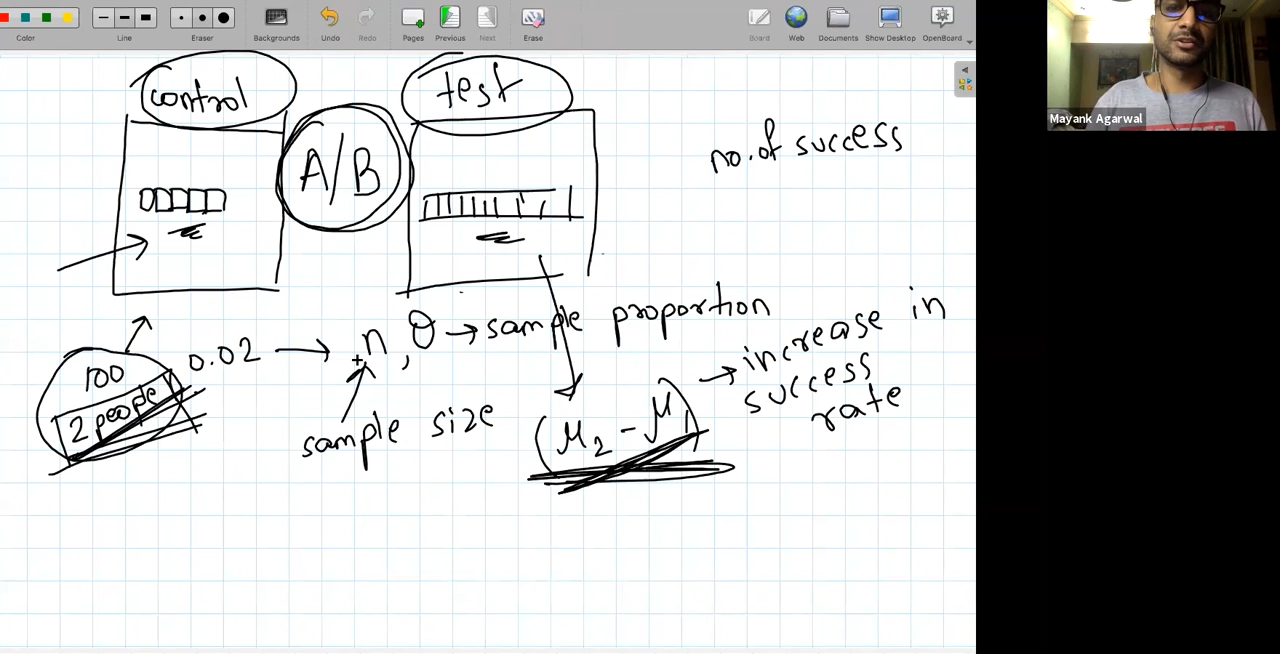 Color
Line
Eraser
Backgrounds
Undo
Redo
Pages
Previous
Next
Erase
Board
Web
Documents
Show Desktop
OpenBoard
Mayank Agarwal
control
A/B
test
no. of success
100
2 people
0.02 → n, θ → sample proportion
sample size
(μ2 - μ1) → increase in
success
rate